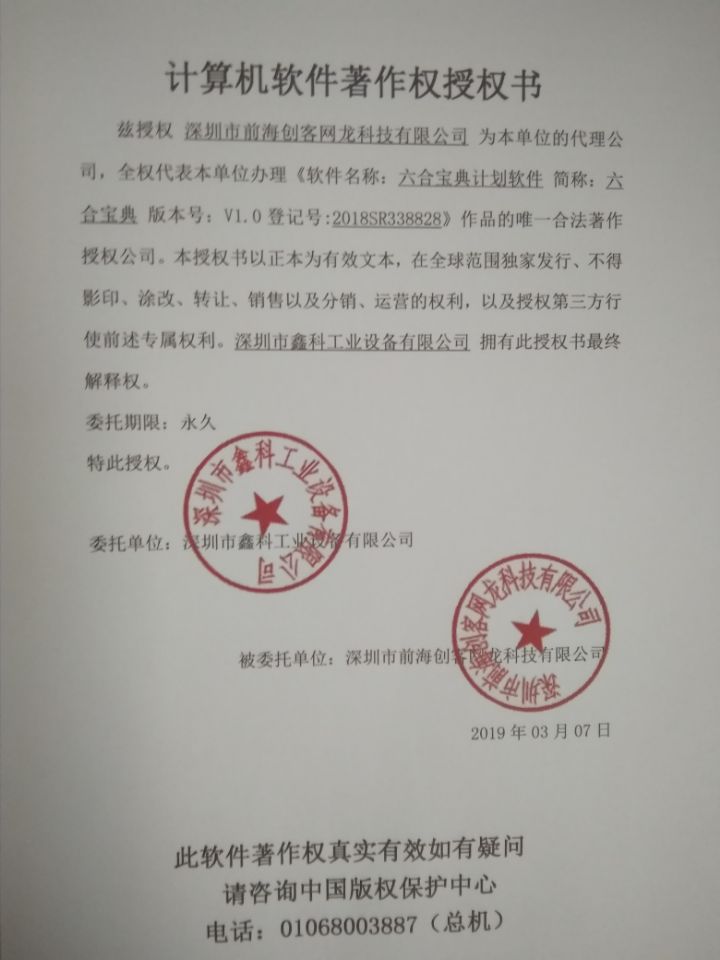 计算机软件著作权授权书
兹授权 深圳市前海创客网龙科技有限公司 为本单位的代理公
司，全权代表本单位办理《软件名称：六合宝典计划软件 简称：六
合宝典 版本号：V1.0 登记号:2018SR338828》作品的唯一合法著作
授权公司。本授权书以正本为有效文本，在全球范围独家发行、不得
影印、涂改、转让、销售以及分销、运营的权利，以及授权第三方行
使前述专属权利。深圳市鑫科工业设备有限公司 拥有此授权书最终
解释权。
委托期限：永久
特此授权。
深圳市鑫科工业设备有限公司
委托单位：深圳市鑫科工业设备有限公司
深圳市前海创客网龙科技有限公司
被委托单位：深圳市前海创客网龙科技有限公司
2019 年 03 月 07 日
此软件著作权真实有效如有疑问
请咨询中国版权保护中心
电话：01068003887（总机）